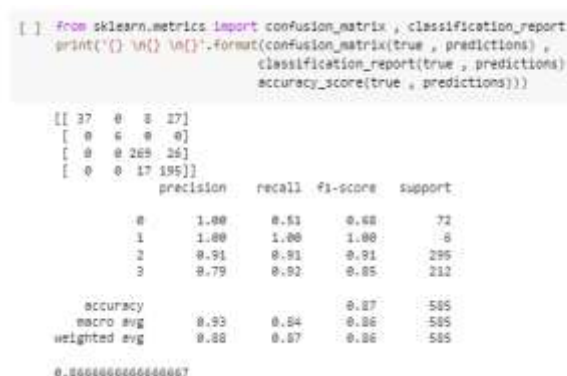 [ ] from sklearn.metrics import confusion_matrix , classification_report
print('{} \n{} \n{}'.format(confusion_matrix(true , predictions) ,
classification_report(true , predictions)
accuracy_score(true , predictions)))
[[ 37 0 8 27]
[ 0 6 0 0]
[ 0 0 269 26]
[ 0 0 17 195]]
precision recall f1-score support
0 1.00 0.51 0.68 72
1 1.00 1.00 1.00 6
2 0.91 0.91 0.91 295
3 0.79 0.92 0.85 212
accuracy 0.87 585
macro avg 0.93 0.84 0.86 585
weighted avg 0.88 0.87 0.86 585
0.8666666666666667